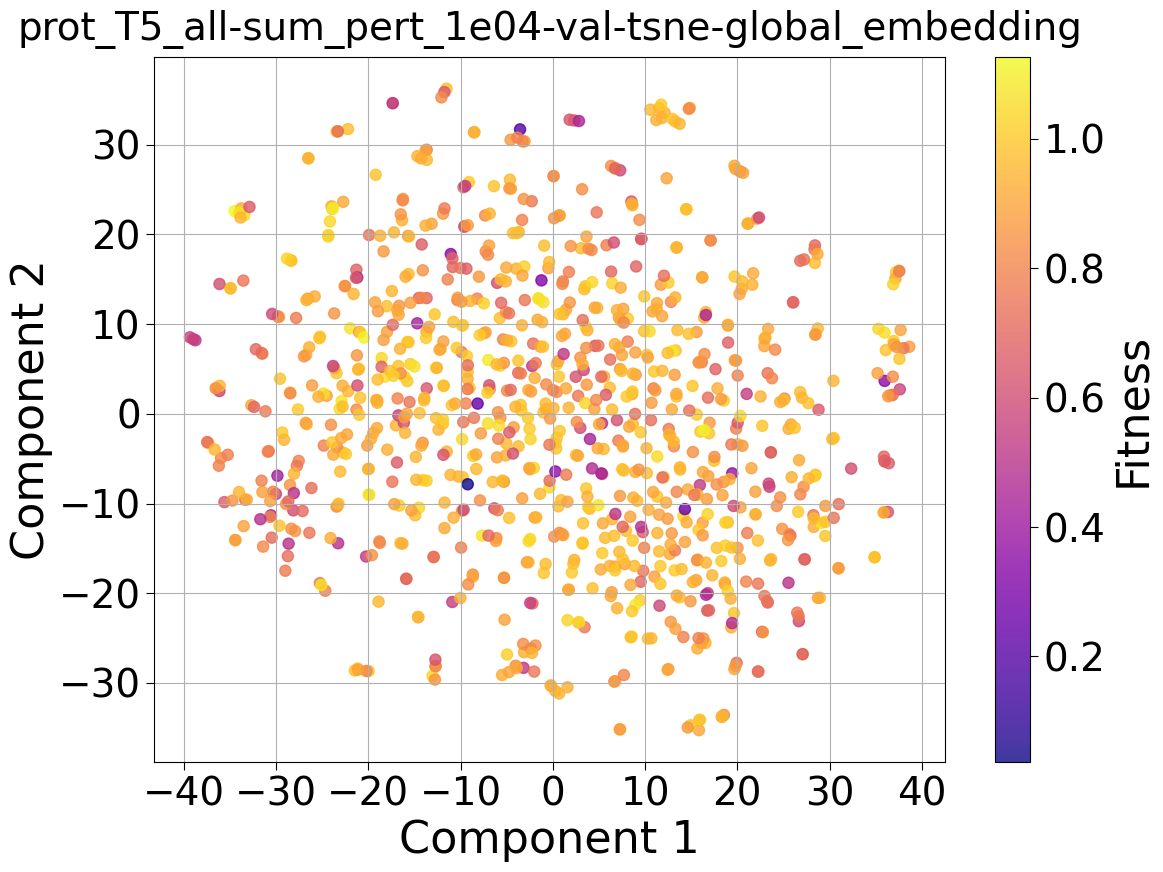 prot_T5_all-sum_pert_1e04-val-tsne-global_embedding
Component 2
30
20
10
0
−10
−20
−30
−40 −30 −20 −10 0 10 20 30 40
Component 1
1.0
0.8
0.6
0.4
0.2
Fitness